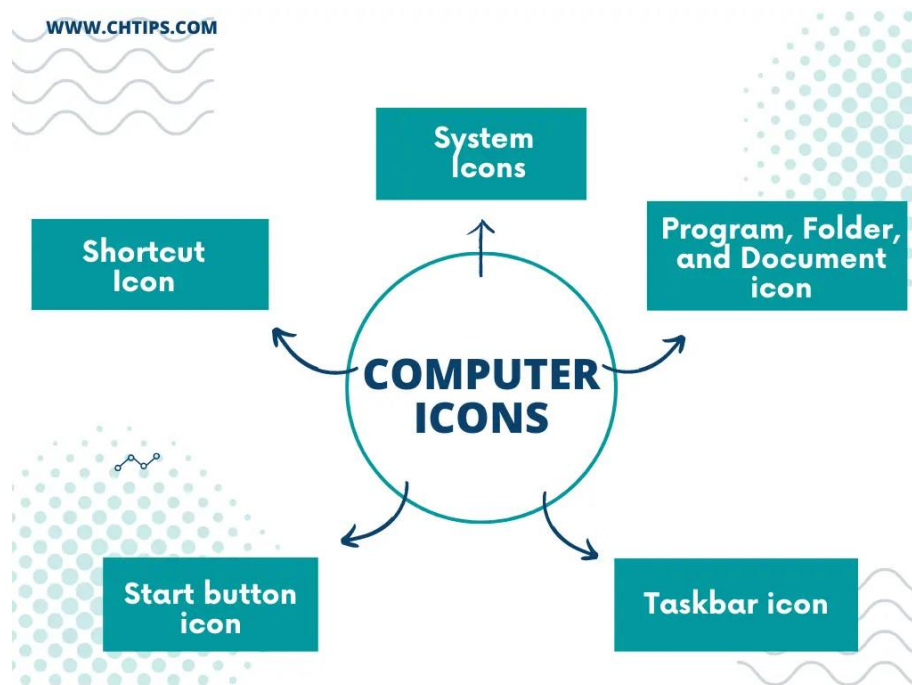 WWW.CHTIPS.COM
System
Icons
Shortcut
Icon
Program, Folder,
and Document
icon
COMPUTER
ICONS
Start button
icon
Taskbar icon